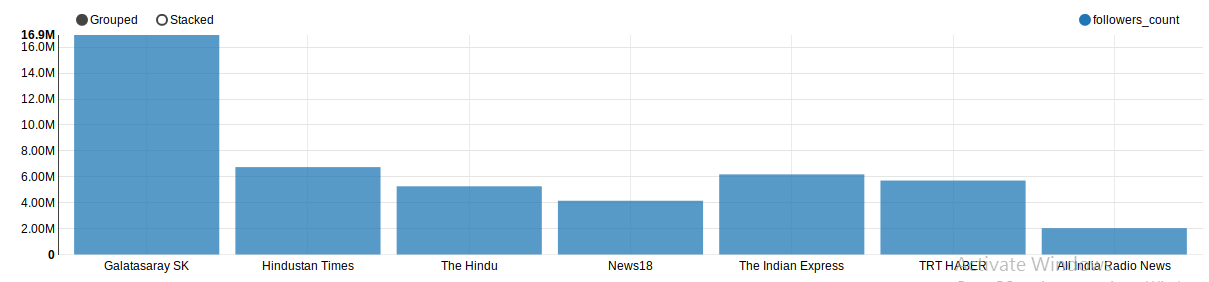 Grouped Stacked followers_count
16.9M
16.0M
14.0M
12.0M
10.0M
8.00M
6.00M
4.00M
2.00M
0
Galatasaray SK Hindustan Times The Hindu News18 The Indian Express TRT HABER All India Radio News
Activate Windows